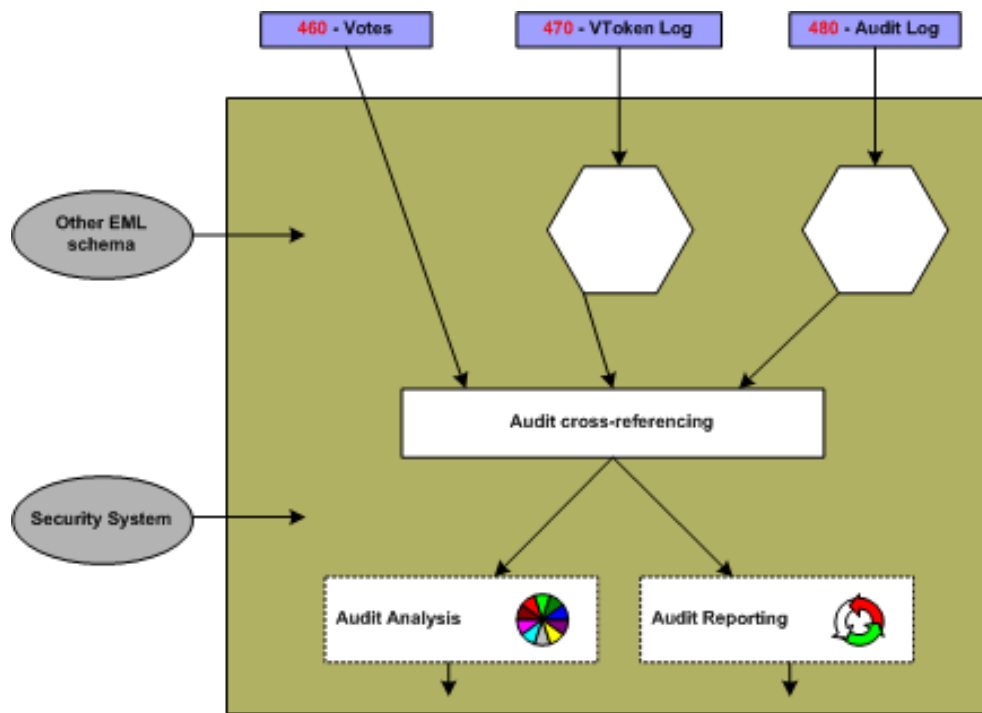 460 - Votes
470 - VToken Log
480 - Audit Log
Other EML
schema
Audit cross-referencing
Security System
Audit Analysis
Audit Reporting